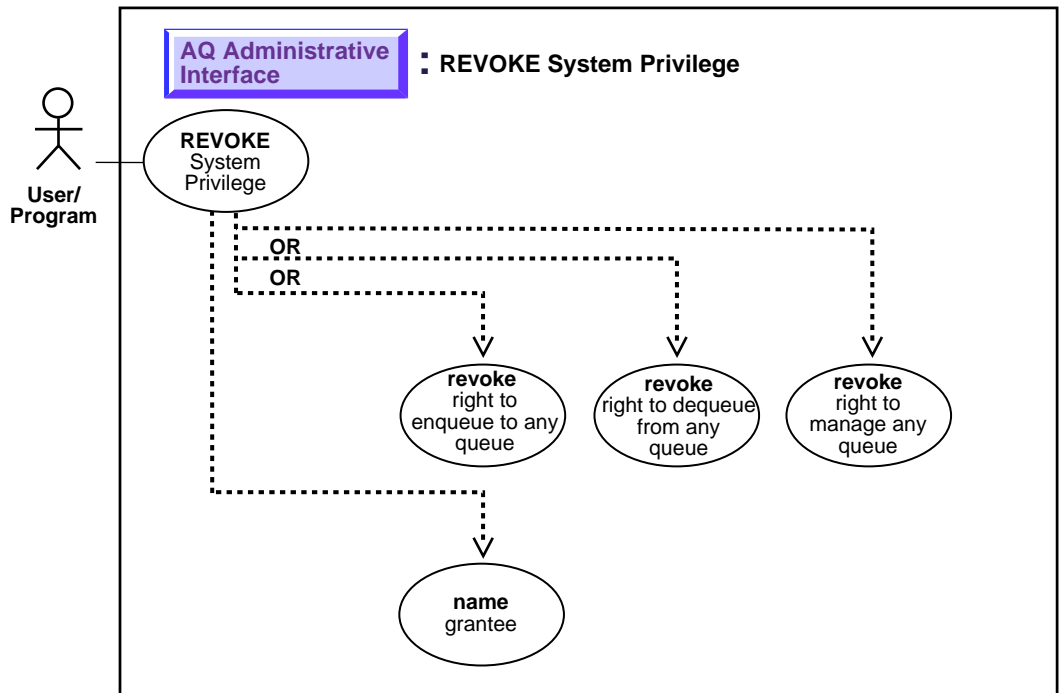 AQ Administrative
Interface
: REVOKE System Privilege
REVOKE
System
Privilege
User/
Program
OR
OR
revoke
right to
enqueue to any
queue
revoke
right to dequeue
from any
queue
revoke
right to
manage any
queue
name
grantee